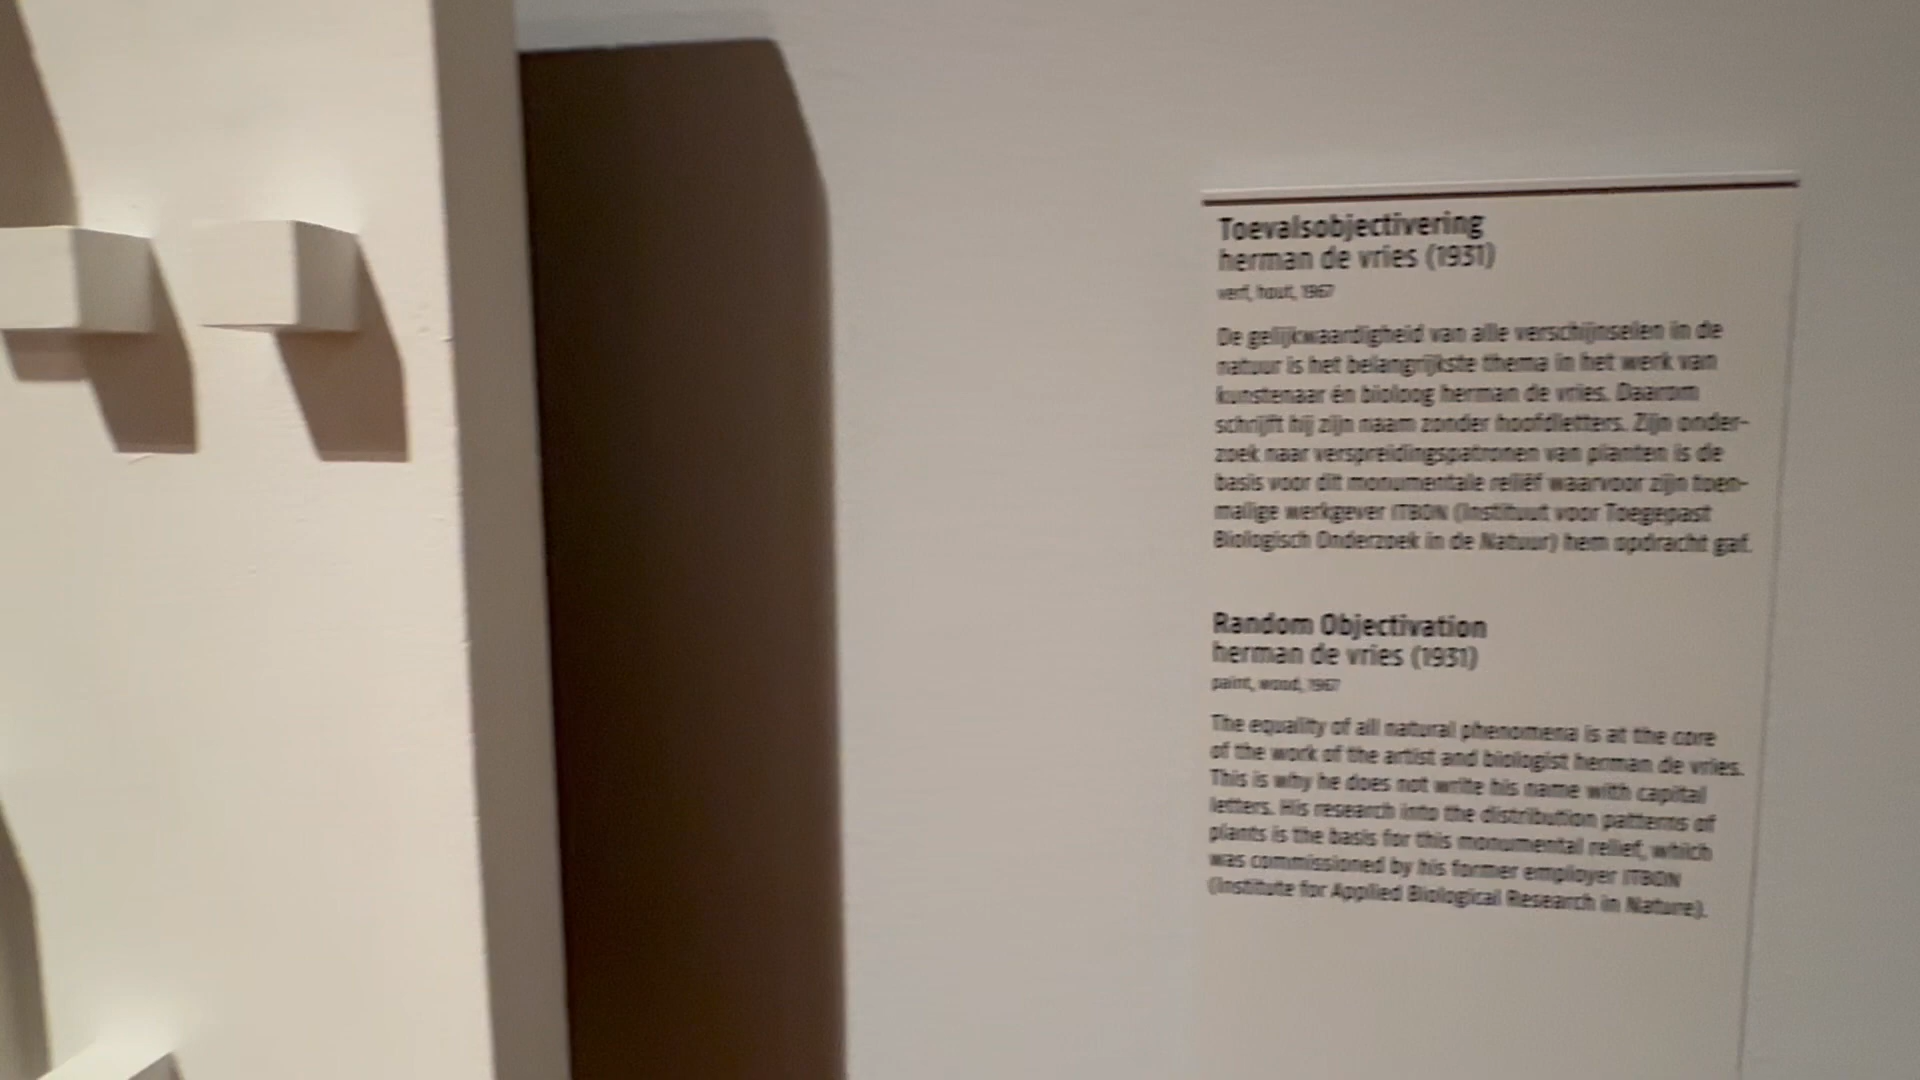 Toevalsobjectivering
herman de vries (1931)
verf, hout, 1967
De gelijkwaardigheid van alle verschijnselen in de
natuur is het belangrijkste thema in het werk van
kunstenaar én bioloog herman de vries. Daarom
schrijft hij zijn naam zonder hoofdletters. Zijn onder-
zoek naar verspreidingspatronen van planten is de
basis voor dit monumentale reliëf waarvoor zijn toen-
malige werkgever ITBON (Instituut voor Toegepast
Biologisch Onderzoek in de Natuur) hem opdracht gaf.
Random Objectivation
herman de vries (1931)
paint, wood, 1967
The equality of all natural phenomena is at the core
of the work of the artist and biologist herman de vries.
This is why he does not write his name with capital
letters. His research into the distribution patterns of
plants is the basis for this monumental relief, which
was commissioned by his former employer ITBON
(Institute for Applied Biological Research in Nature).